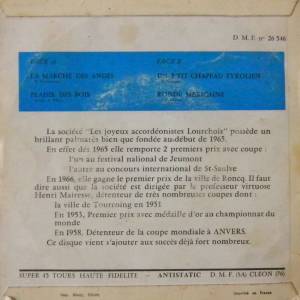 D. M. F. n° 26 546
FACE A
FACE B
LA MARCHE DES ANGES
UN P'TIT CHAPEAU TYROLIEN
PLAISIR DES BOIS
RONDE
La société "Les joyeux accordéonistes Lourchois" possède un
brillant palmarès bien que fondée au début de 1965.
En effet dès 1965 elle remporte 2 premiers prix avec coupe :
l'un au festival national de Jeumont
l'autre au concours international de St-Saulve
En 1966, elle gagne le premier prix de la ville de Roncq. Il faut
dire aussi que la société est dirigée par le professeur virtuose
Henri Mairesse, détenteur de très nombreuses coupes dont :
la ville de Tourcoing en 1951
En 1953, Premier prix avec médaille d'or au championnat du
monde
En 1958, Détenteur de la coupe mondiale à ANVERS.
Ce disque vient s'ajouter aux succès déjà fort nombreux.
SUPER 45 TOURS HAUTE FIDELITE - ANTISTATIC D. M. F. (SA) CLEON (76)
Imprimé en France